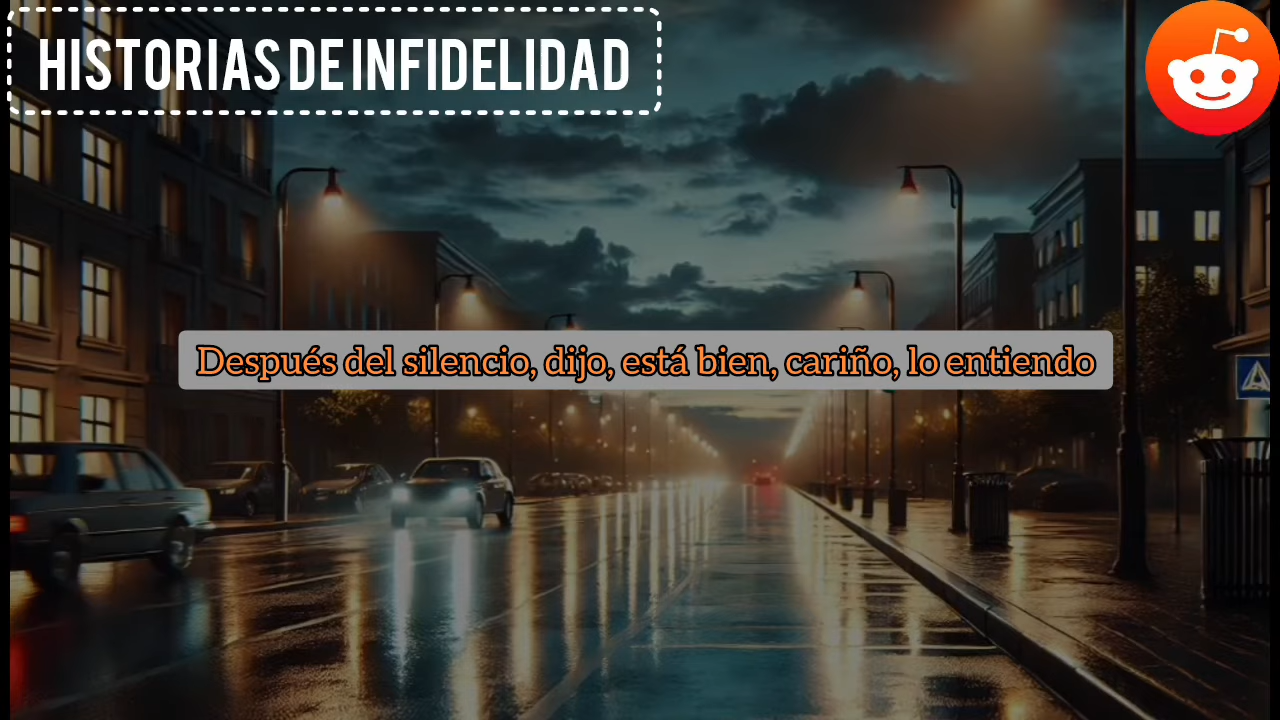 HISTORIAS DE INFIDELIDAD
Después del silencio, dijo, está bien, cariño, lo entiendo